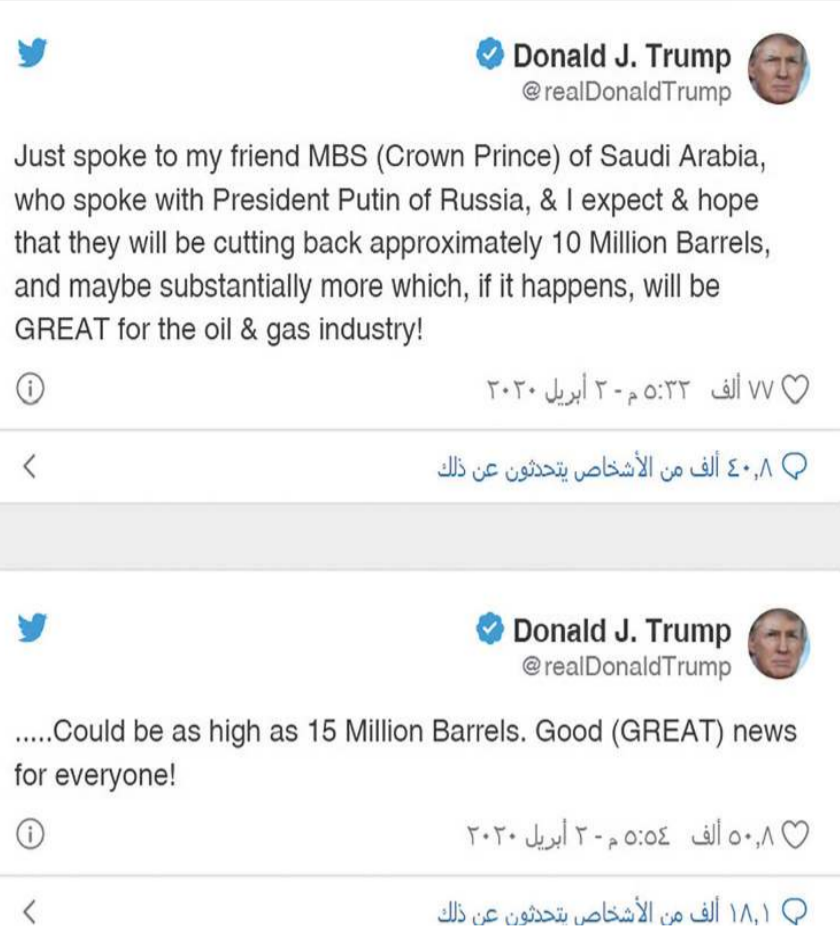 Donald J. Trump
@realDonaldTrump
Just spoke to my friend MBS (Crown Prince) of Saudi Arabia,
who spoke with President Putin of Russia, & I expect & hope
that they will be cutting back approximately 10 Million Barrels,
and maybe substantially more which, if it happens, will be
GREAT for the oil & gas industry!
٧٧ ألف ٥:٣٢ م - ٢ أبريل ٢٠٢٠
٤٠,٨ ألف من الأشخاص يتحدثون عن ذلك
Donald J. Trump
@realDonaldTrump
.....Could be as high as 15 Million Barrels. Good (GREAT) news
for everyone!
٥٠,٨ ألف ٥:٥٤ م - ٢ أبريل ٢٠٢٠
١٨,١ ألف من الأشخاص يتحدثون عن ذلك